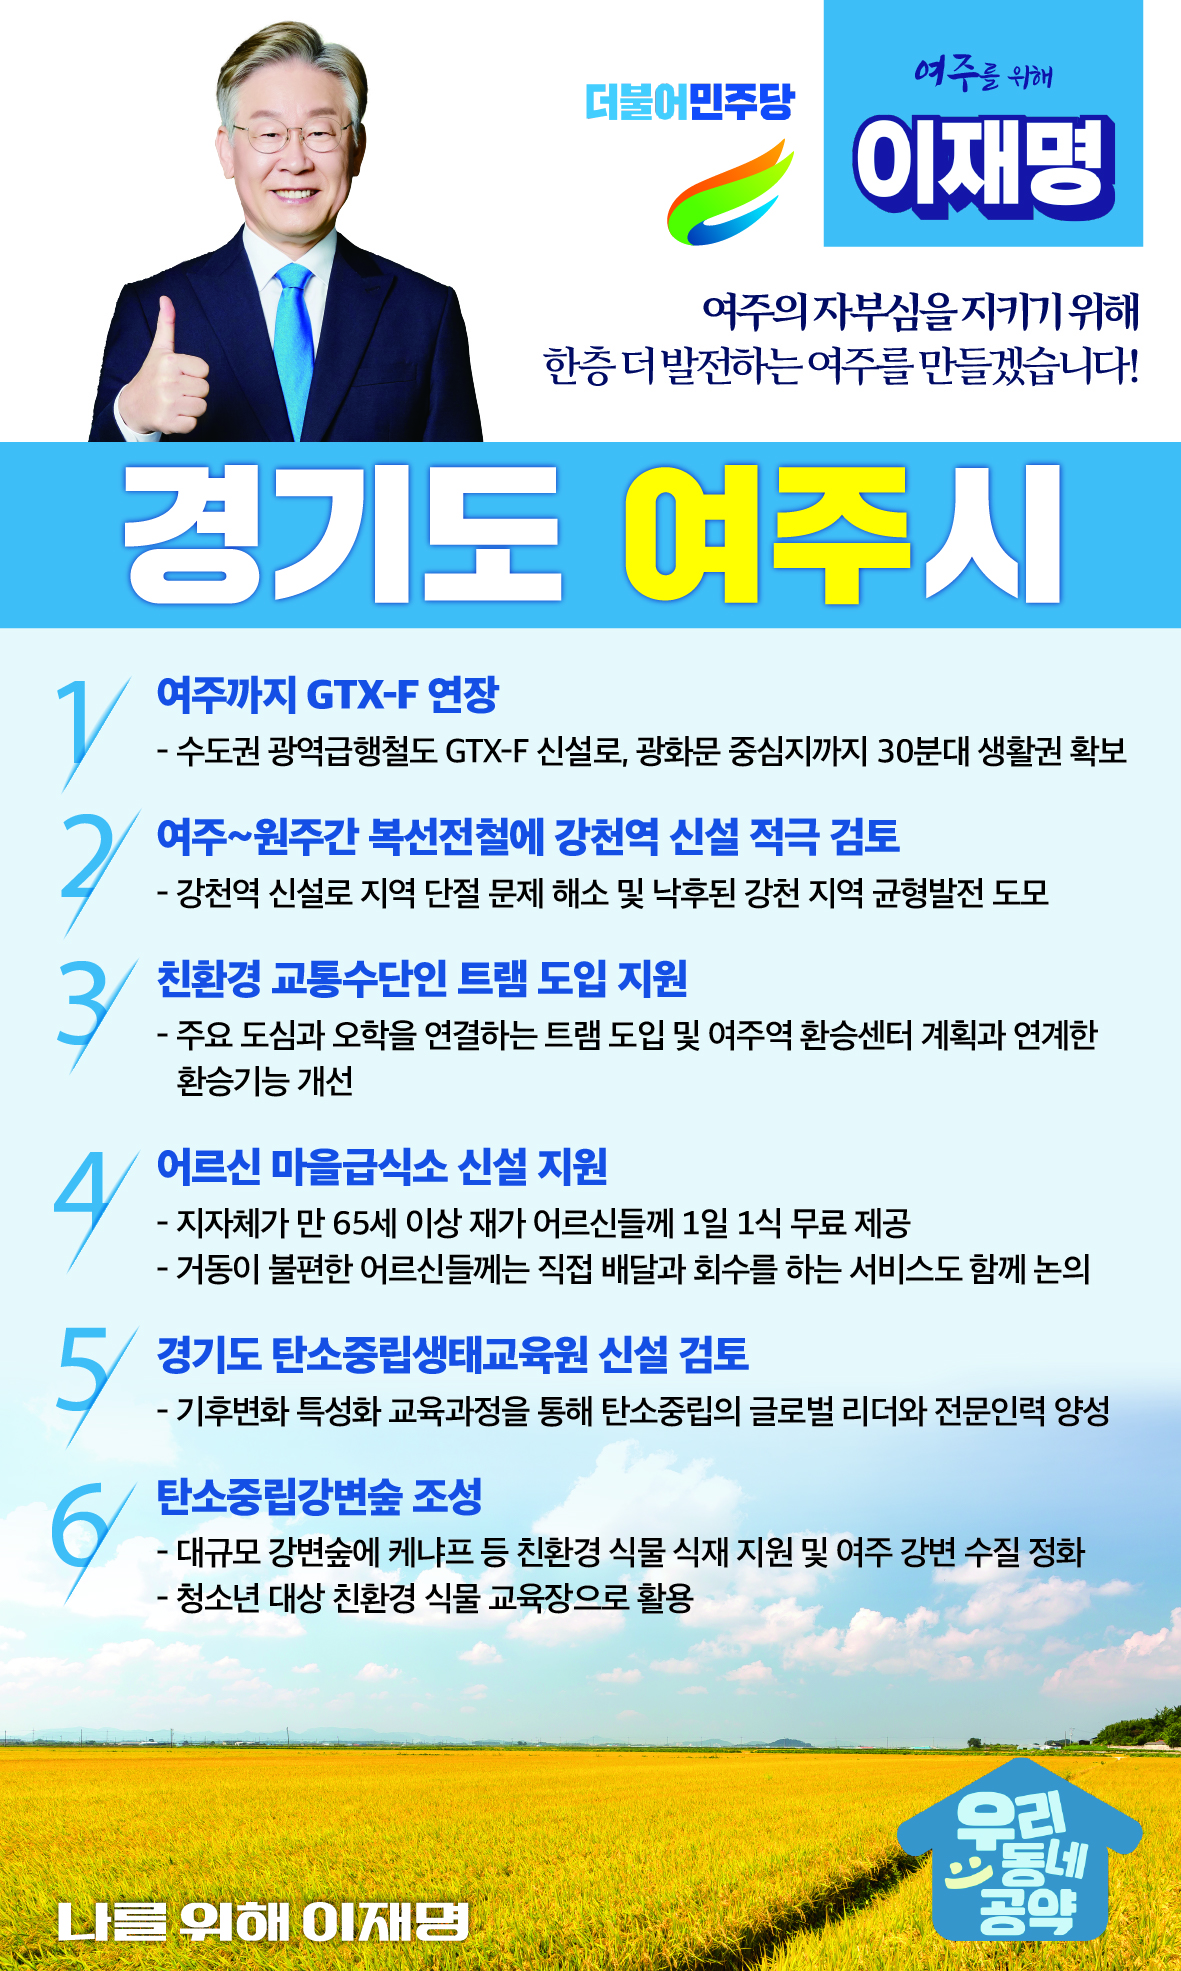 더불어민주당
여주를 위해
이재명
여주의 자부심을 지키기 위해
한층 더 발전하는 여주를 만들겠습니다!
경기도 여주시
1 여주까지 GTX-F 연장
- 수도권 광역급행철도 GTX-F 신설로, 광화문 중심지까지 30분대 생활권 확보
2 여주~원주간 복선전철에 강천역 신설 적극 검토
- 강천역 신설로 지역 단절 문제 해소 및 낙후된 강천 지역 균형발전 도모
3 친환경 교통수단인 트램 도입 지원
- 주요 도심과 오학을 연결하는 트램 도입 및 여주역 환승센터 계획과 연계한
환승기능 개선
4 어르신 마을급식소 신설 지원
- 지자체가 만 65세 이상 재가 어르신들께 1일 1식 무료 제공
- 거동이 불편한 어르신들께는 직접 배달과 회수를 하는 서비스도 함께 논의
5 경기도 탄소중립생태교육원 신설 검토
- 기후변화 특성화 교육과정을 통해 탄소중립의 글로벌 리더와 전문인력 양성
6 탄소중립강변숲 조성
- 대규모 강변숲에 케냐프 등 친환경 식물 식재 지원 및 여주 강변 수질 정화
- 청소년 대상 친환경 식물 교육장으로 활용
우리
동네
공약
나를 위해 이재명